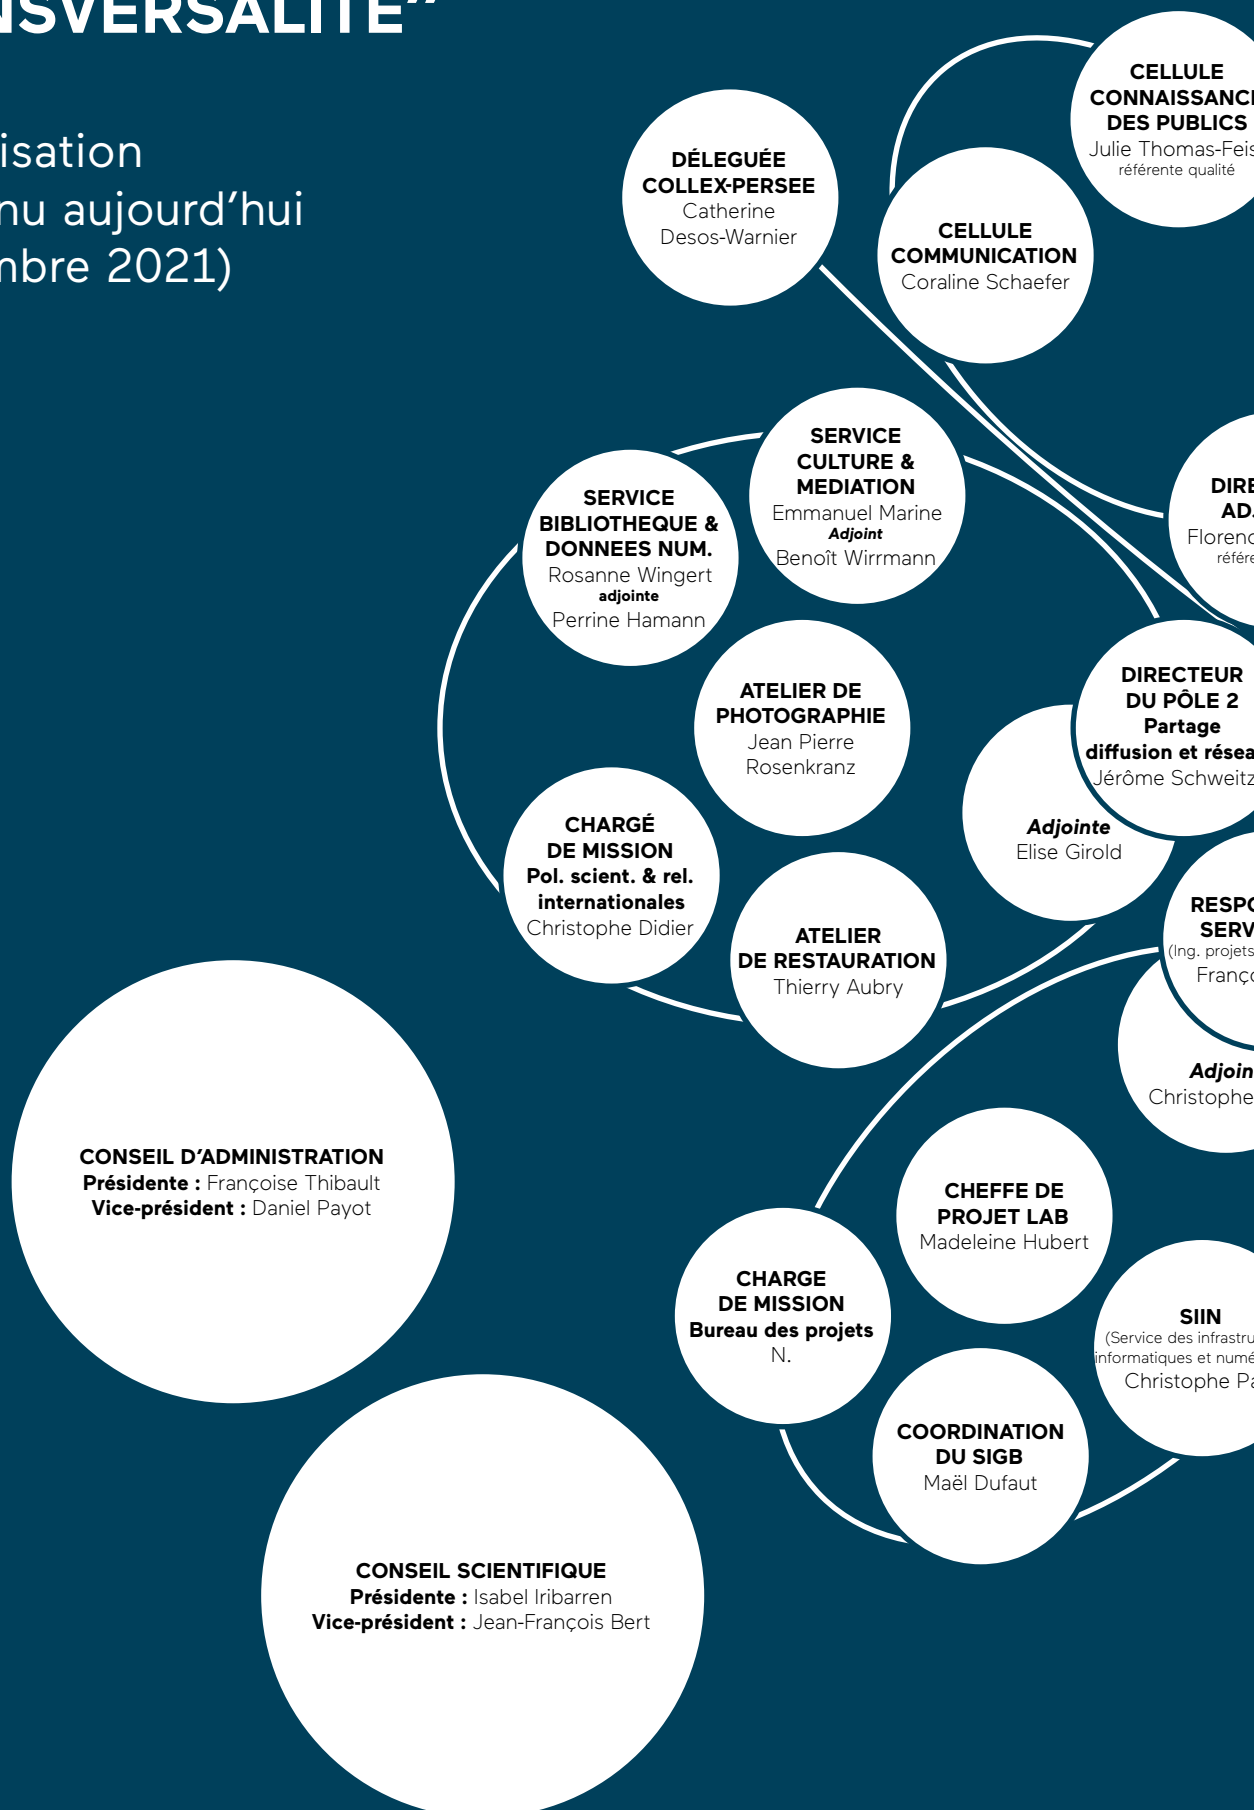 NSVERSALITÉ”
isation
nu aujourd’hui
mbre 2021)
CELLULE
CONNAISSANC
DES PUBLICS
Julie Thomas-Feis
référente qualité
DÉLEGUÉE
COLLEX-PERSEE
Catherine
Desos-Warnier
CELLULE
COMMUNICATION
Coraline Schaefer
SERVICE
CULTURE &
MEDIATION
Emmanuel Marine
Adjoint
Benoît Wirrmann
SERVICE
BIBLIOTHEQUE &
DONNEES NUM.
Rosanne Wingert
adjointe
Perrine Hamann
DIRE
AD
Florenc
référe
ATELIER DE
PHOTOGRAPHIE
Jean Pierre
Rosenkranz
DIRECTEUR
DU PÔLE 2
Partage
diffusion et résea
Jérôme Schweitz
Adjointe
Elise Girold
CHARGÉ
DE MISSION
Pol. scient. & rel.
internationales
Christophe Didier
ATELIER
DE RESTAURATION
Thierry Aubry
RESPO
SERV
(Ing. projets
Franço
Adjoin
Christophe
CONSEIL D’ADMINISTRATION
Présidente : Françoise Thibault
Vice-président : Daniel Payot
CHEFFE DE
PROJET LAB
Madeleine Hubert
CHARGE
DE MISSION
Bureau des projets
N.
SIIN
(Service des infrastru
informatiques et numé
Christophe Pa
COORDINATION
DU SIGB
Maël Dufaut
CONSEIL SCIENTIFIQUE
Présidente : Isabel Iribarren
Vice-président : Jean-François Bert